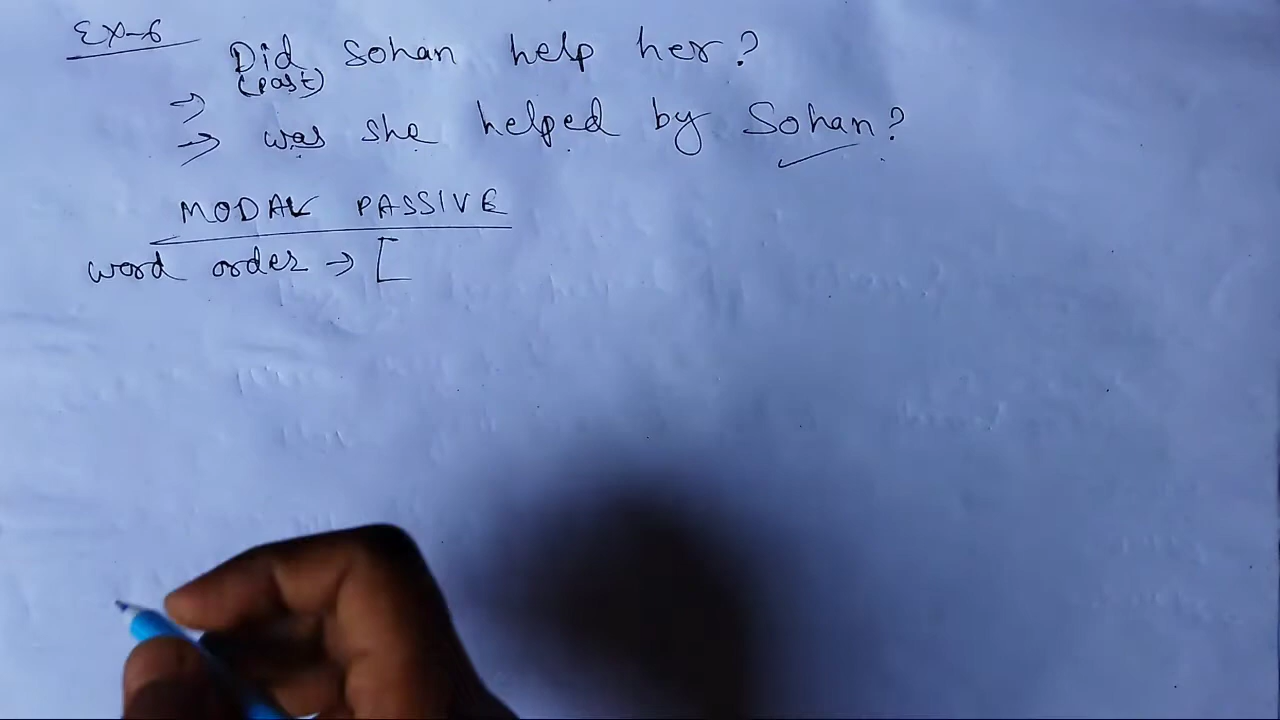 Ex-6 Did Sohan help her?
(past)
→
→ was she helped by Sohan?
MODAL PASSIVE
word order → [